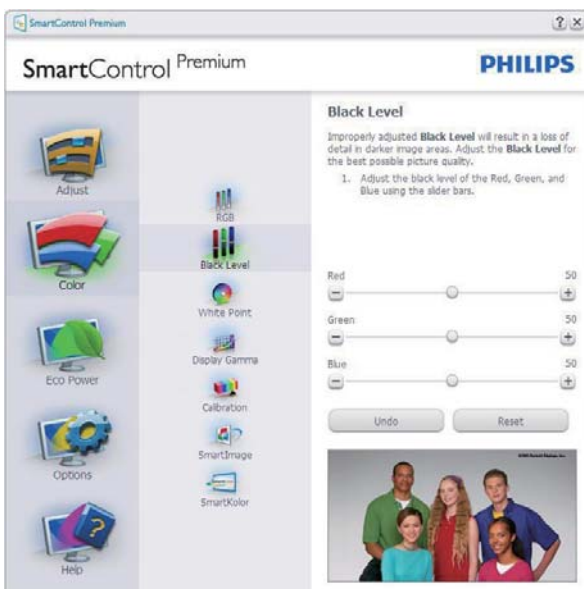 SmartControl Premium
SmartControl Premium
PHILIPS
Adjust
Color
Eco Power
Options
Help
RGB
Black Level
White Point
Display Gamma
Calibration
SmartImage
SmartKolor
Black Level
Improperly adjusted Black Level will result in a loss of
detail in darker image areas. Adjust the Black Level for
the best possible picture quality.
1. Adjust the black level of the Red, Green, and
Blue using the slider bars.
Red 50
Green 50
Blue 50
Undo Reset